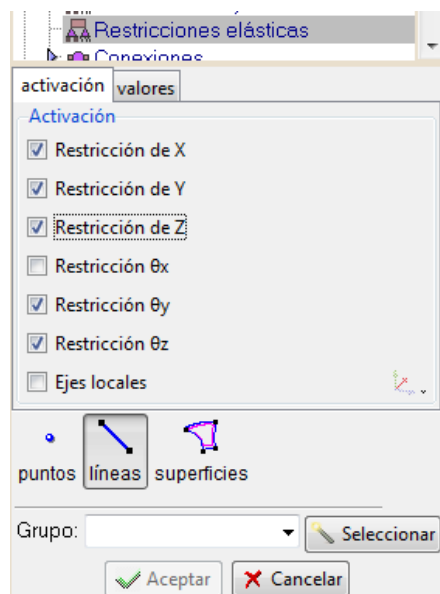 Restricciones elásticas
Conexiones
activación valores
Activación
Restricción de X
Restricción de Y
Restricción de Z
Restricción θx
Restricción θy
Restricción θz
Ejes locales
puntos líneas superficies
Grupo: Seleccionar
Aceptar Cancelar